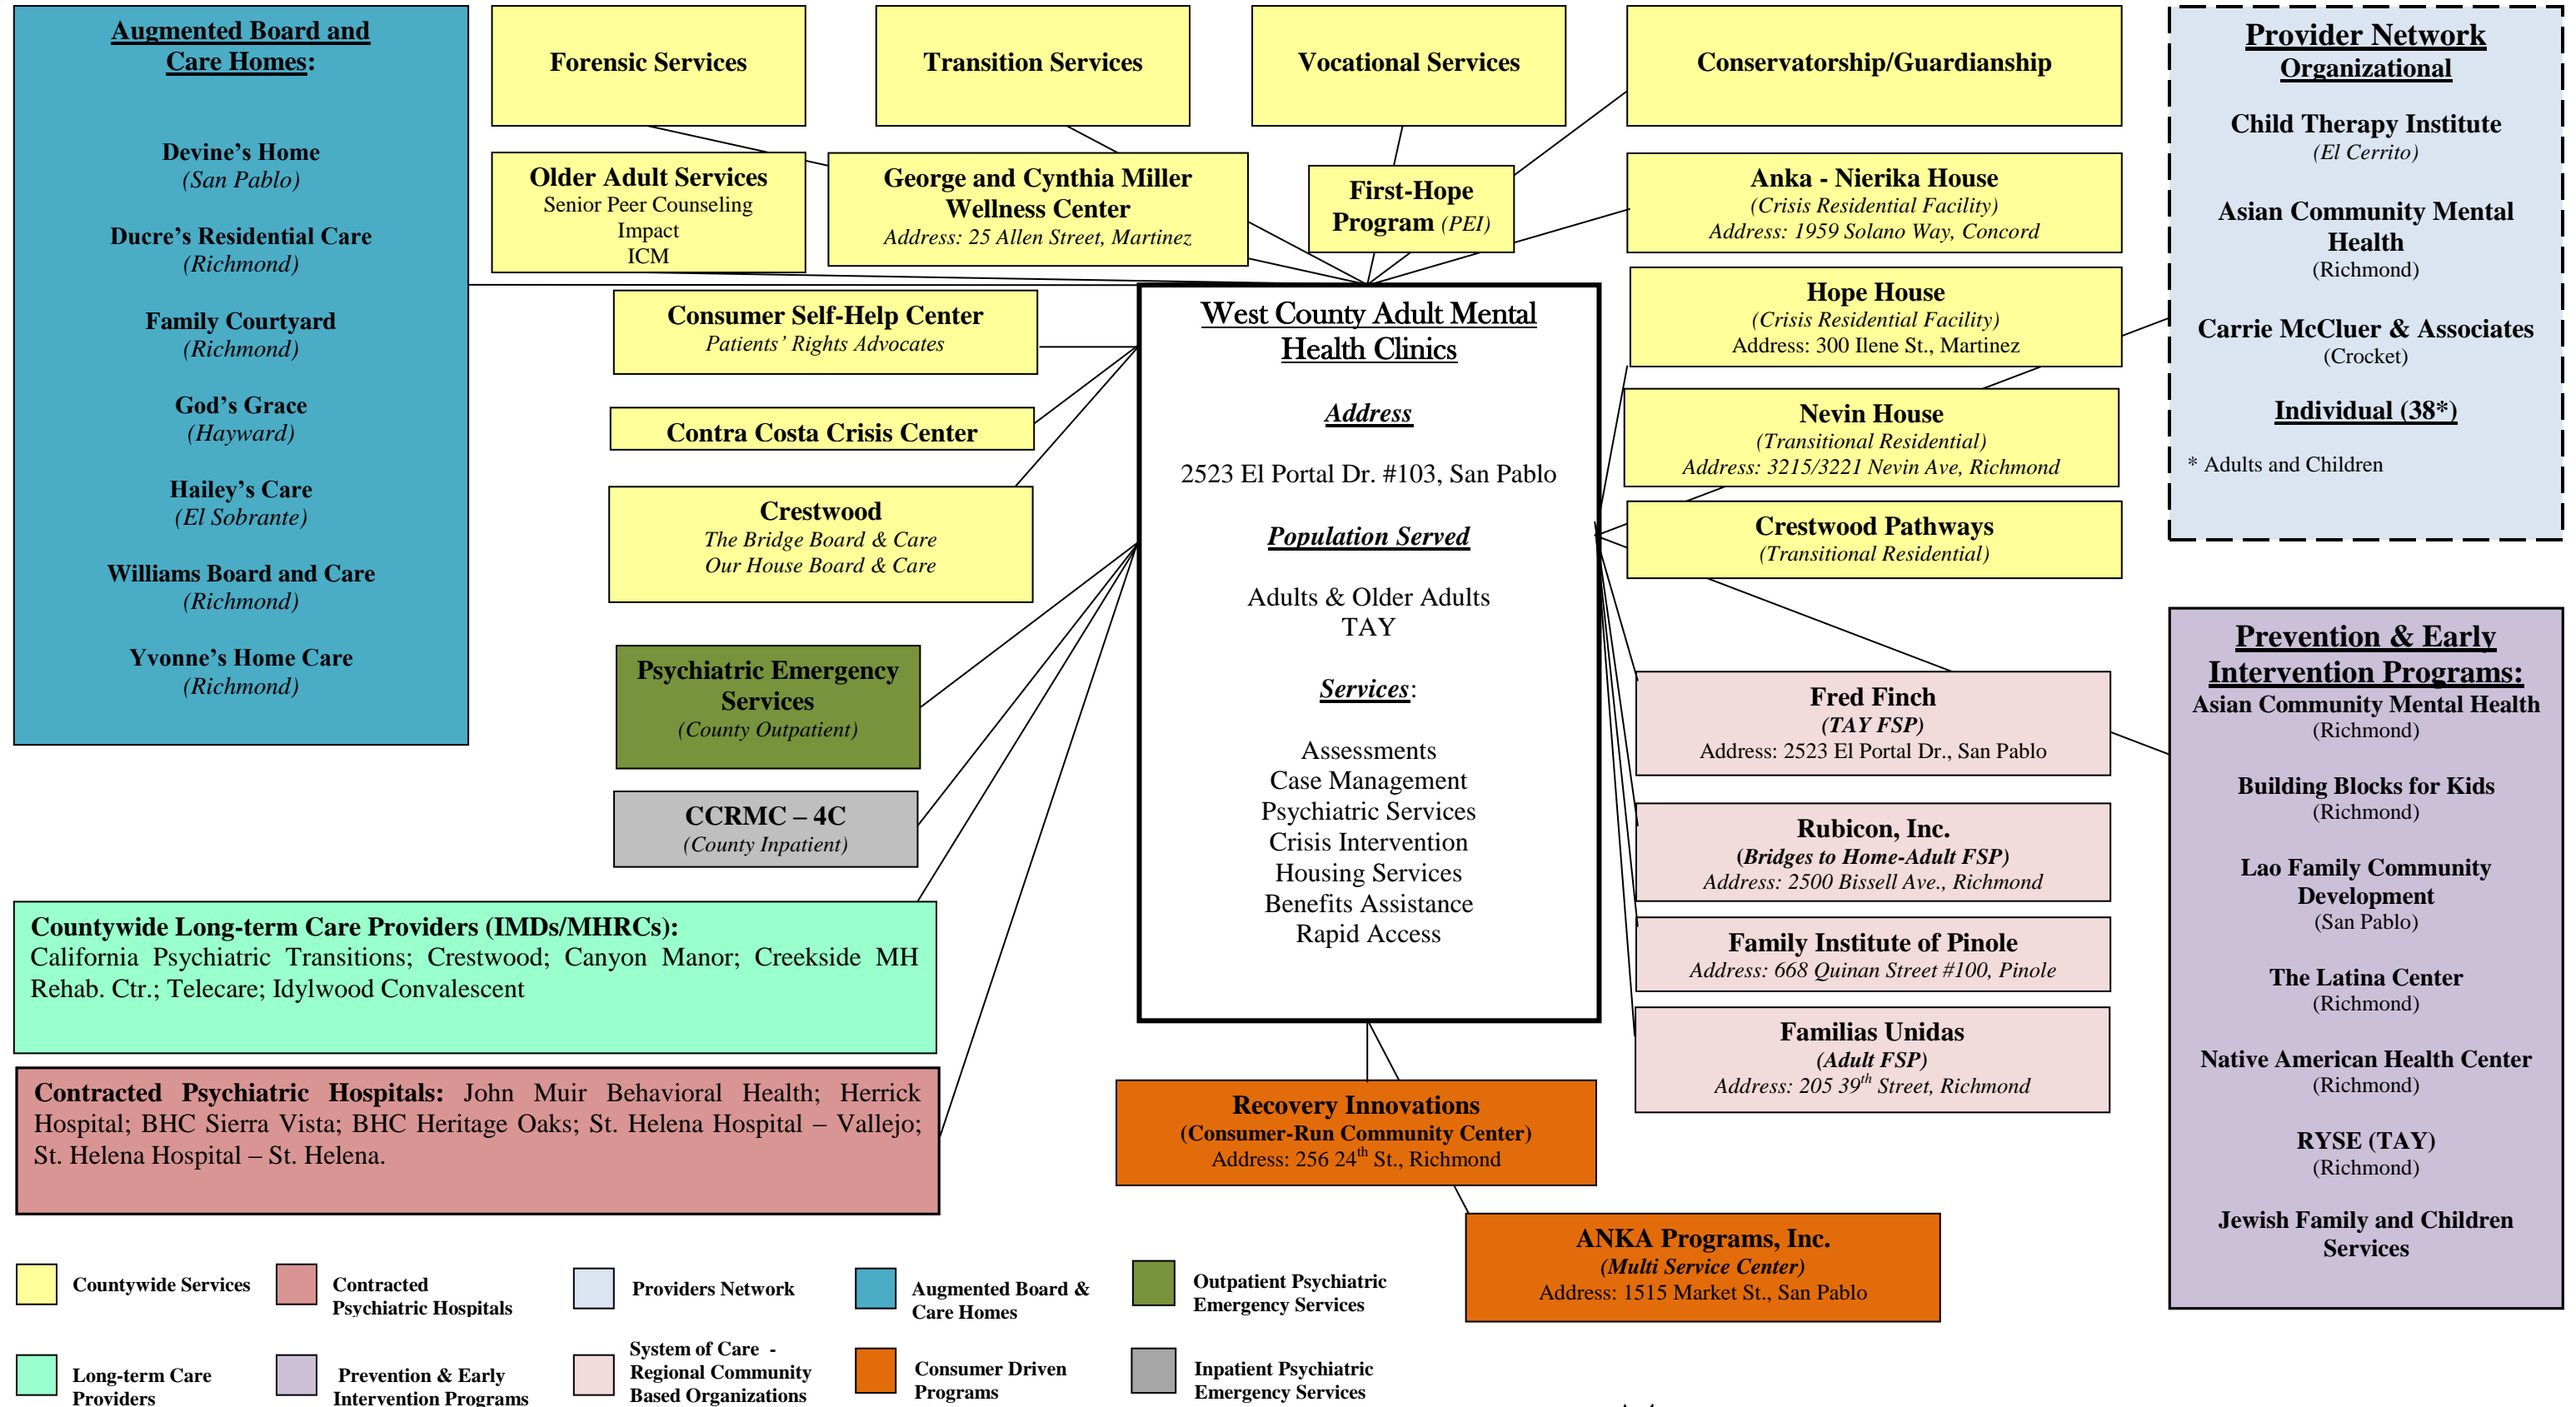 Augmented Board and
Care Homes:
Devine's Home
(San Pablo)
Ducre's Residential Care
(Richmond)
Family Courtyard
(Richmond)
God's Grace
(Hayward)
Hailey's Care
(El Sobrante)
Williams Board and Care
(Richmond)
Yvonne's Home Care
(Richmond)
Forensic Services
Transition Services
Vocational Services
Conservatorship/Guardianship
Older Adult Services
Senior Peer Counseling
Impact
ICM
George and Cynthia Miller
Wellness Center
Address: 25 Allen Street, Martinez
First-Hope
Program (PEI)
Anka - Nierika House
(Crisis Residential Facility)
Address: 1959 Solano Way, Concord
Consumer Self-Help Center
Patients' Rights Advocates
Contra Costa Crisis Center
Crestwood
The Bridge Board & Care
Our House Board & Care
Psychiatric Emergency
Services
(County Outpatient)
CCRMC – 4C
(County Inpatient)
Countywide Long-term Care Providers (IMDs/MHRCs):
California Psychiatric Transitions; Crestwood; Canyon Manor; Creekside MH
Rehab. Ctr.; Telecare; Idylwood Convalescent
Contracted Psychiatric Hospitals: John Muir Behavioral Health; Herrick
Hospital; BHC Sierra Vista; BHC Heritage Oaks; St. Helena Hospital – Vallejo;
St. Helena Hospital – St. Helena.
West County Adult Mental
Health Clinics
Address
2523 El Portal Dr. #103, San Pablo
Population Served
Adults & Older Adults
TAY
Services:
Assessments
Case Management
Psychiatric Services
Crisis Intervention
Housing Services
Benefits Assistance
Rapid Access
Hope House
(Crisis Residential Facility)
Address: 300 Ilene St., Martinez
Nevin House
(Transitional Residential)
Address: 3215/3221 Nevin Ave, Richmond
Crestwood Pathways
(Transitional Residential)
Fred Finch
(TAY FSP)
Address: 2523 El Portal Dr., San Pablo
Rubicon, Inc.
(Bridges to Home-Adult FSP)
Address: 2500 Bissell Ave., Richmond
Family Institute of Pinole
Address: 668 Quinan Street #100, Pinole
Familias Unidas
(Adult FSP)
Address: 205 39th Street, Richmond
Recovery Innovations
(Consumer-Run Community Center)
Address: 256 24th St., Richmond
ANKA Programs, Inc.
(Multi Service Center)
Address: 1515 Market St., San Pablo
Provider Network
Organizational
Child Therapy Institute
(El Cerrito)
Asian Community Mental
Health
(Richmond)
Carrie McCluer & Associates
(Crocket)
Individual (38*)
* Adults and Children
Prevention & Early
Intervention Programs:
Asian Community Mental Health
(Richmond)
Building Blocks for Kids
(Richmond)
Lao Family Community
Development
(San Pablo)
The Latina Center
(Richmond)
Native American Health Center
(Richmond)
RYSE (TAY)
(Richmond)
Jewish Family and Children
Services
Countywide Services
Contracted
Psychiatric Hospitals
Providers Network
Augmented Board &
Care Homes
Outpatient Psychiatric
Emergency Services
Long-term Care
Providers
Prevention & Early
Intervention Programs
System of Care -
Regional Community
Based Organizations
Consumer Driven
Programs
Inpatient Psychiatric
Emergency Services